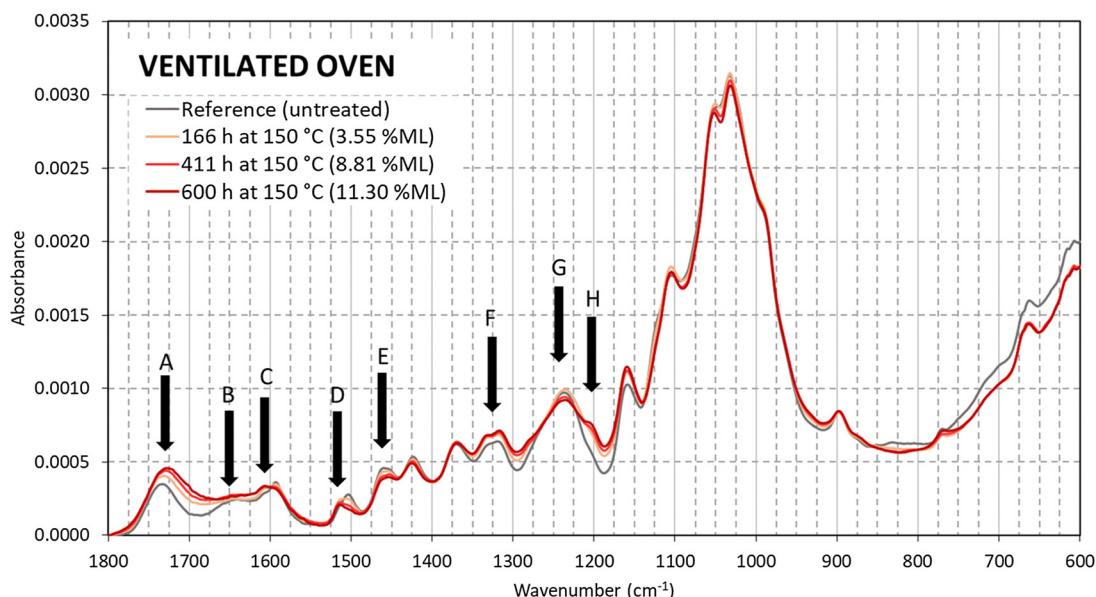 VENTILATED OVEN
Reference (untreated)
166 h at 150 °C (3.55 %ML)
411 h at 150 °C (8.81 %ML)
600 h at 150 °C (11.30 %ML)
0.0035
0.0030
0.0025
0.0020
0.0015
0.0010
0.0005
0.0000
Absorbance
A
B
C
D
E
F
G
H
1800 1700 1600 1500 1400 1300 1200 1100 1000 900 800 700 600
Wavenumber (cm⁻¹)